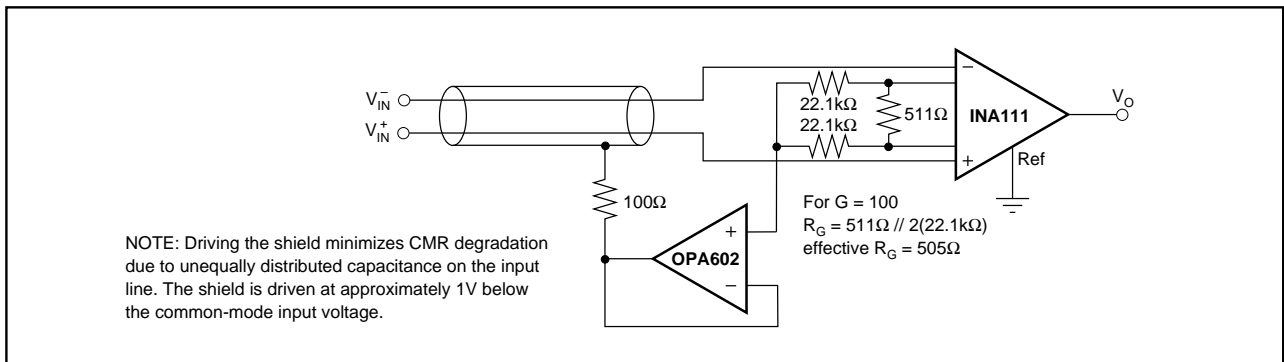 V⁻IN
V⁺IN
22.1kΩ
22.1kΩ
511Ω
−
INA111
+
Ref
VO
100Ω
+
OPA602
−
For G = 100
RG = 511Ω // 2(22.1kΩ)
effective RG = 505Ω
NOTE: Driving the shield minimizes CMR degradation
due to unequally distributed capacitance on the input
line. The shield is driven at approximately 1V below
the common-mode input voltage.